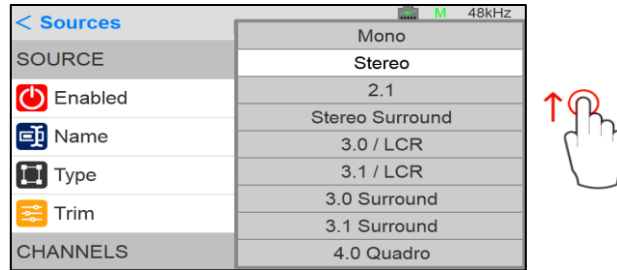 < Sources
M 48kHz
SOURCE
Enabled
Name
Type
Trim
CHANNELS
Mono
Stereo
2.1
Stereo Surround
3.0 / LCR
3.1 / LCR
3.0 Surround
3.1 Surround
4.0 Quadro